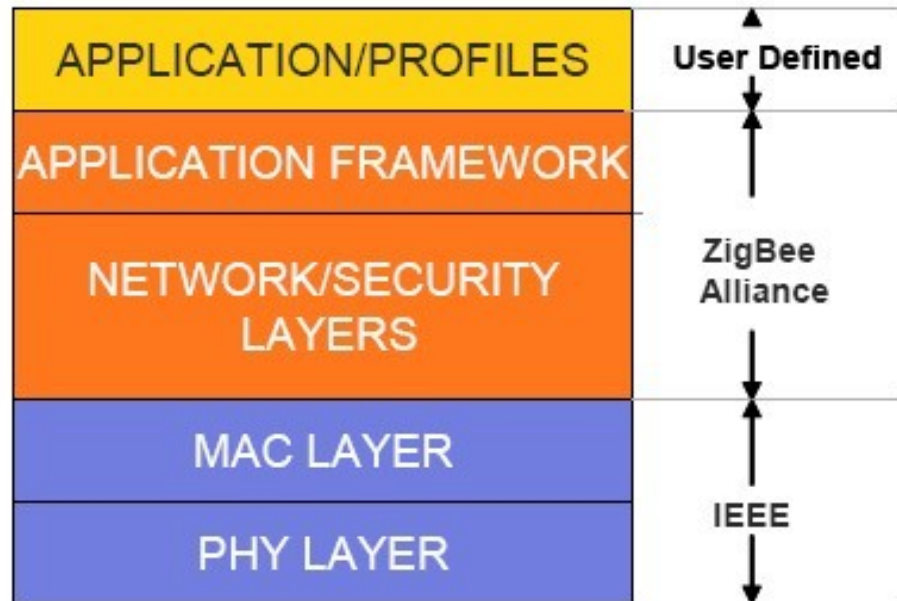 APPLICATION/PROFILES
User Defined
APPLICATION FRAMEWORK
NETWORK/SECURITY
LAYERS
ZigBee
Alliance
MAC LAYER
PHY LAYER
IEEE